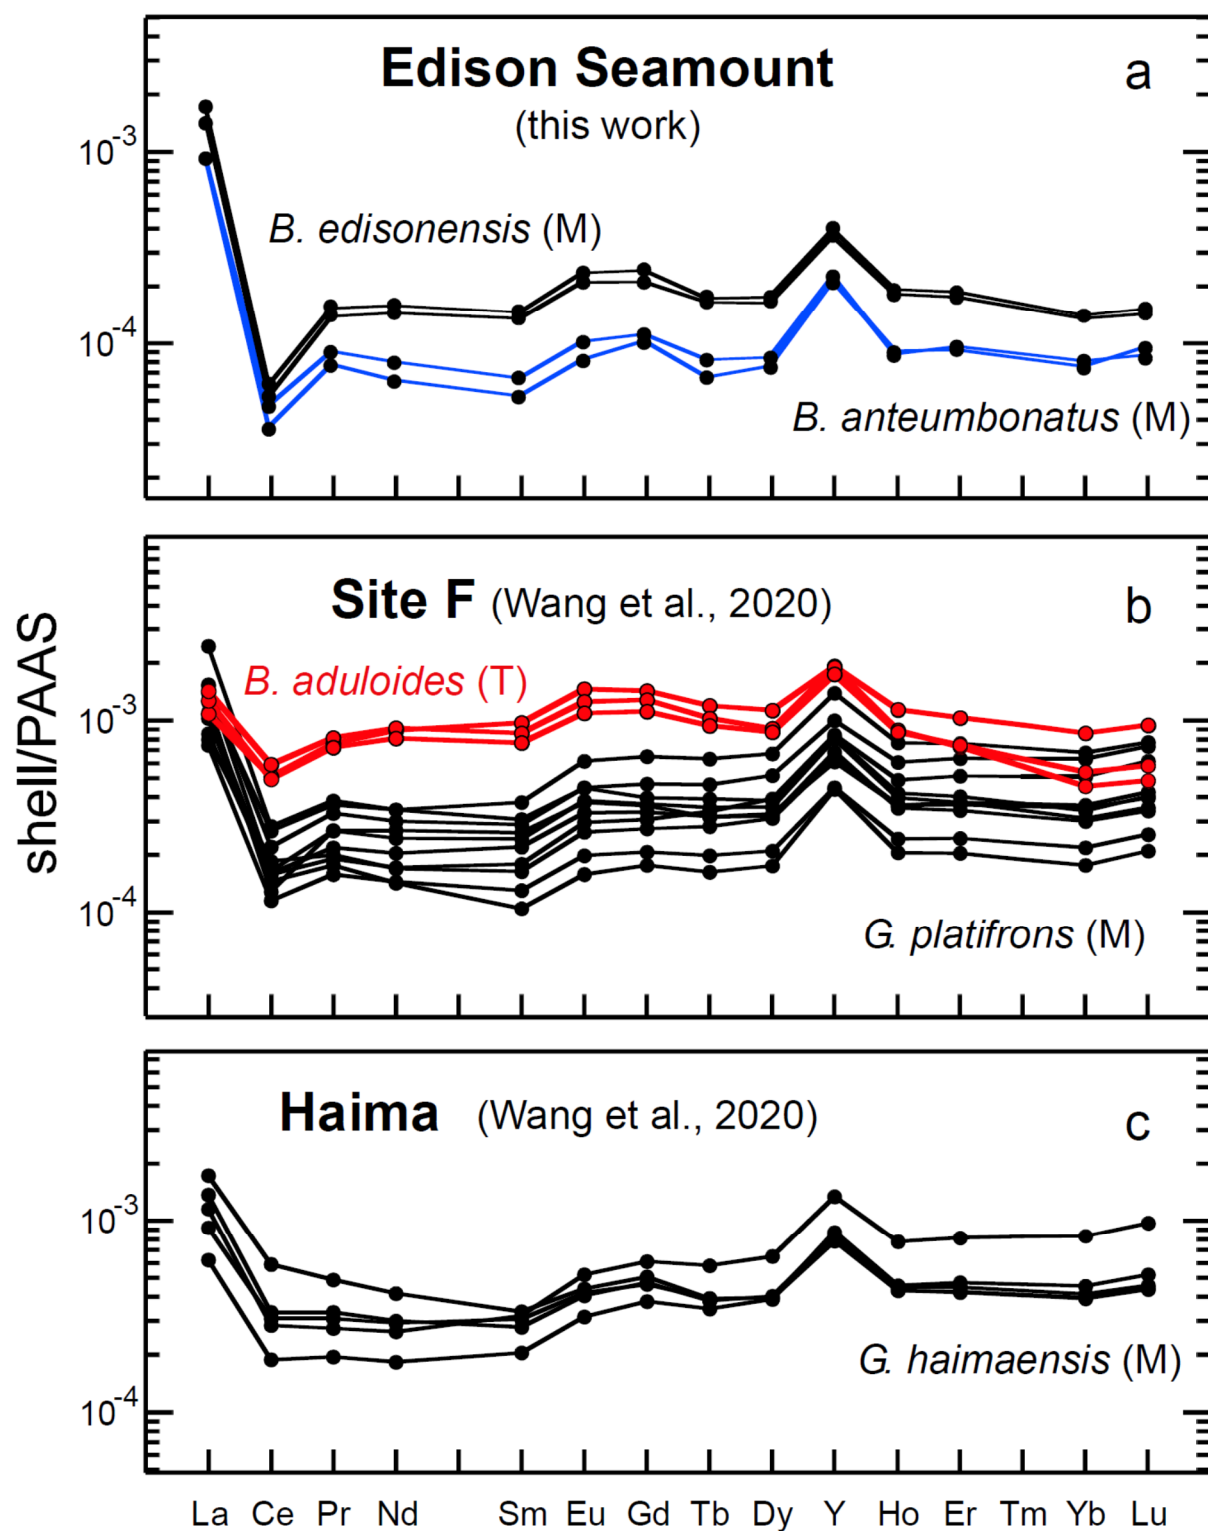 Edison Seamount
a
(this work)
10-3
B. edisonensis (M)
10-4
B. anteumbonatus (M)
shell/PAAS
Site F (Wang et al., 2020)
b
B. aduloides (T)
10-3
10-4
G. platifrons (M)
Haima (Wang et al., 2020)
c
10-3
G. haimaensis (M)
10-4
La Ce Pr Nd Sm Eu Gd Tb Dy Y Ho Er Tm Yb Lu